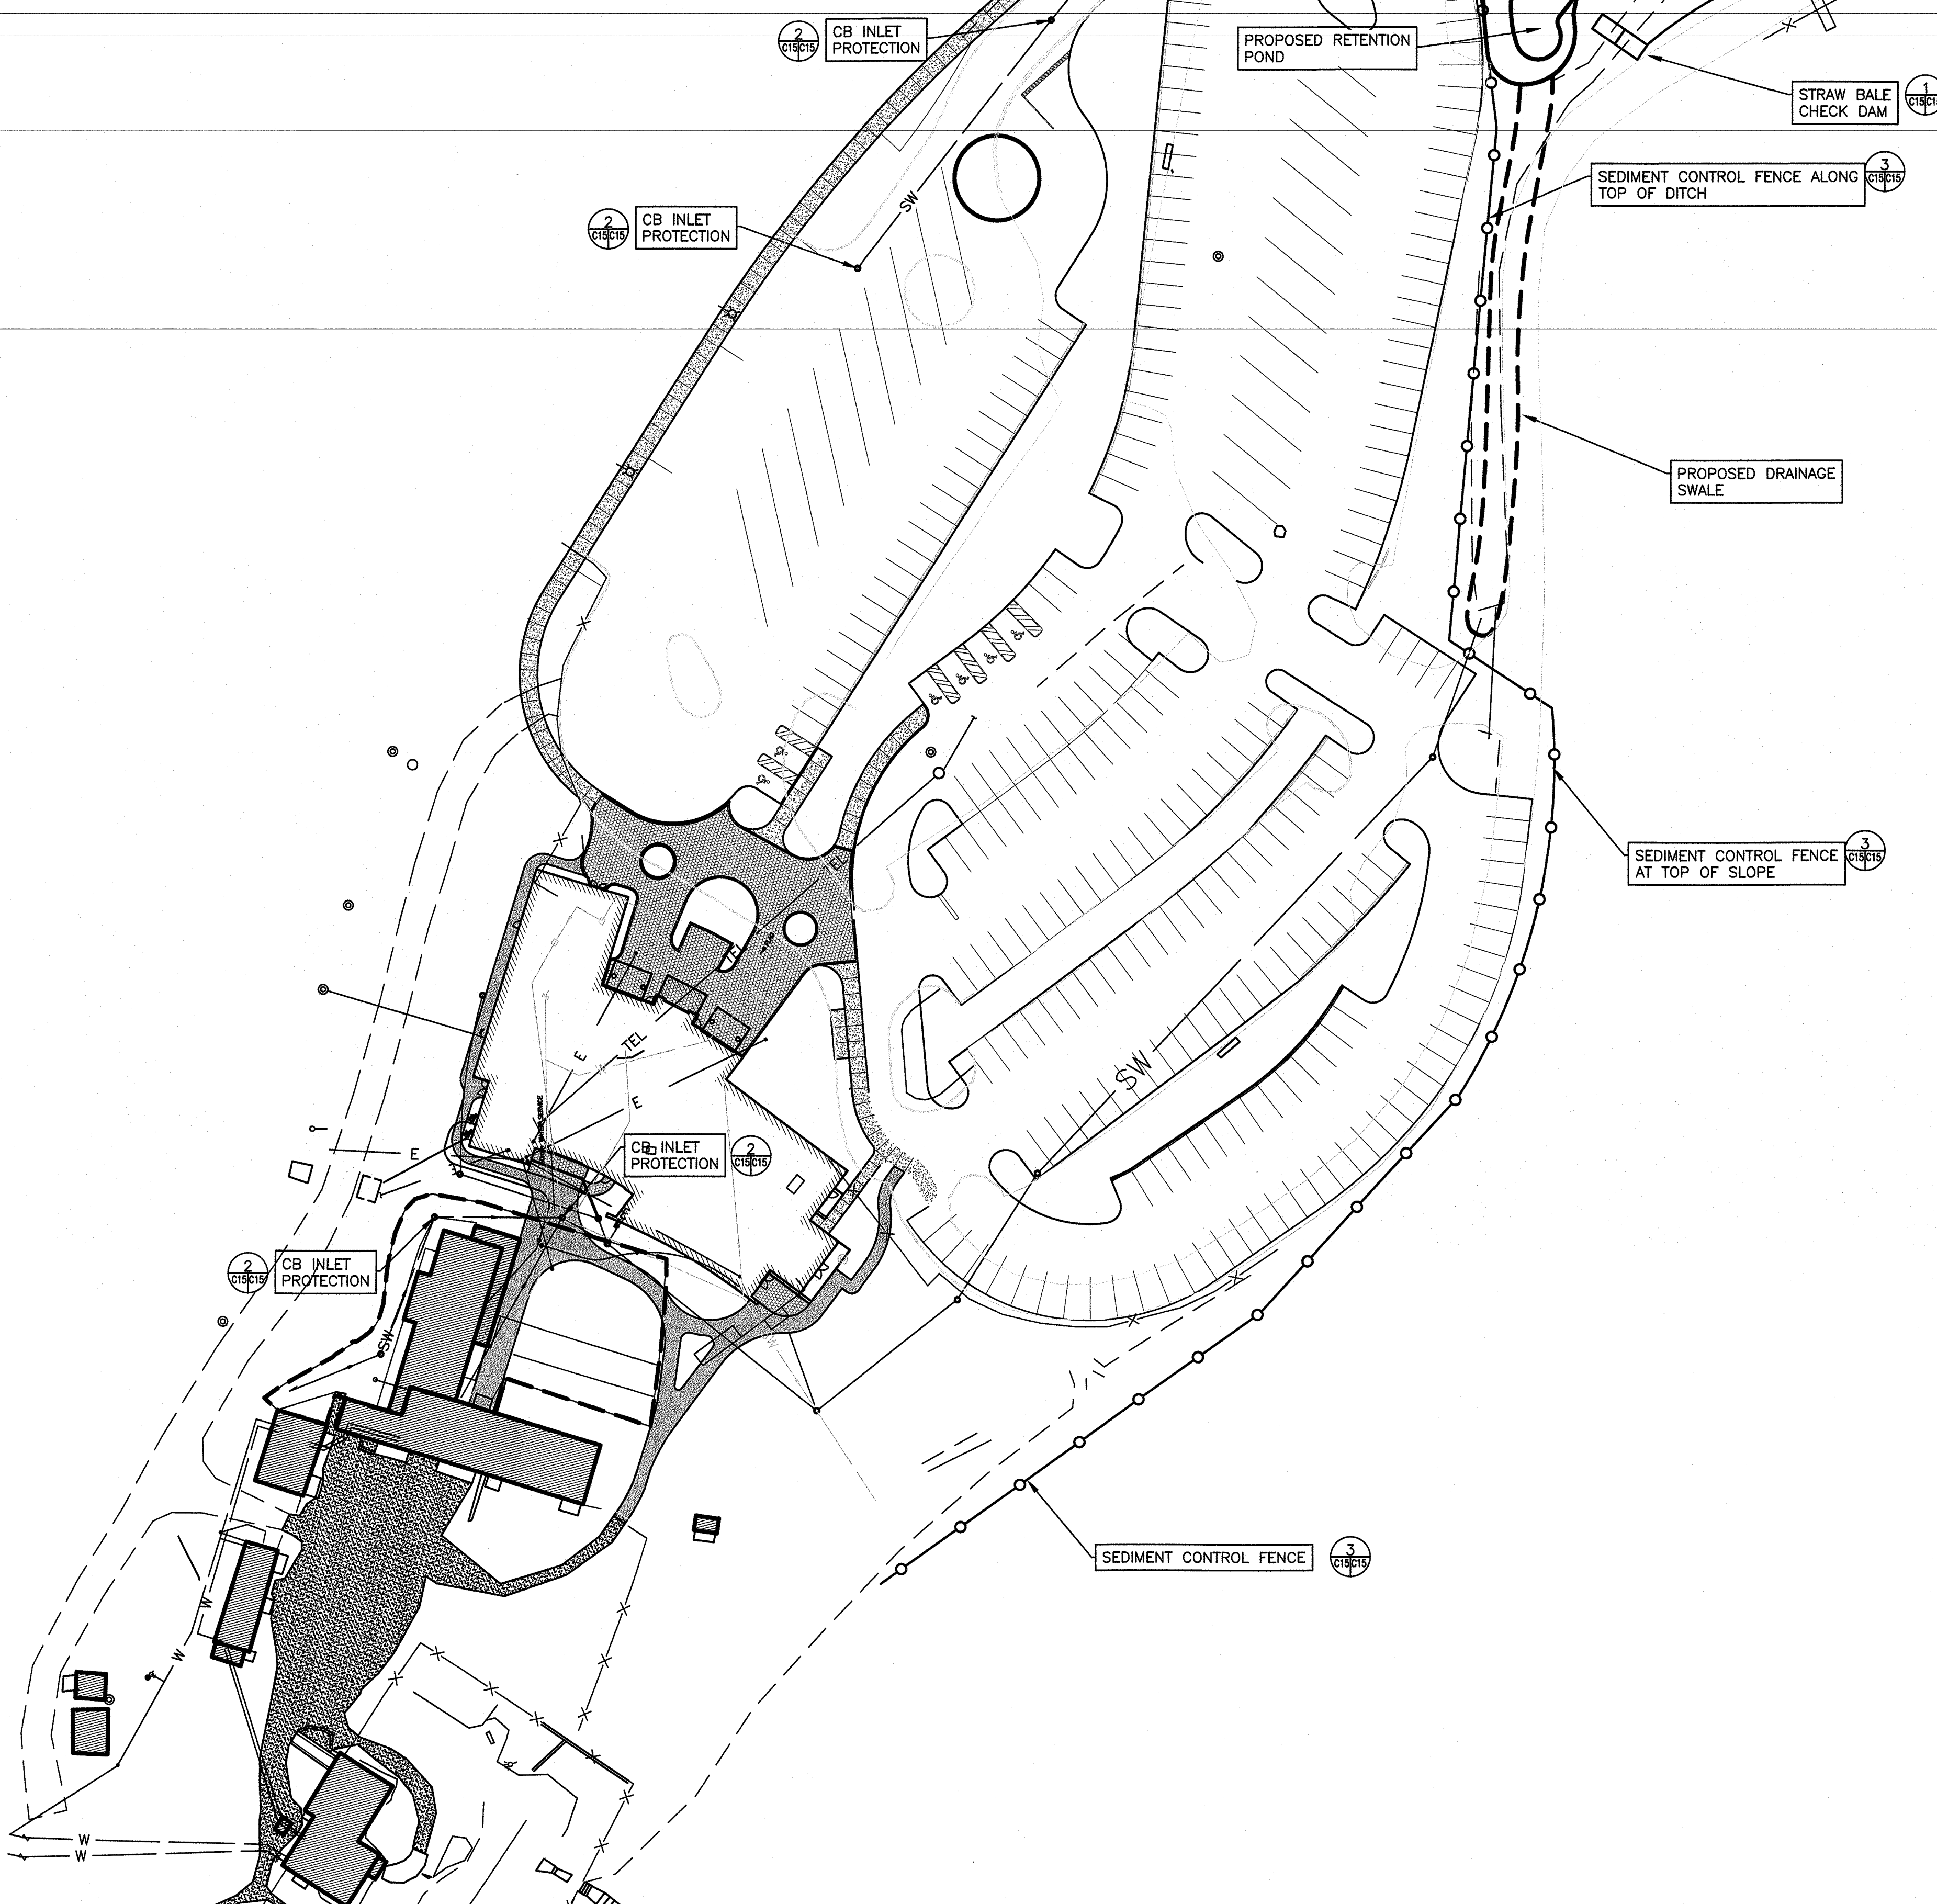 2
C15 C15
CB INLET
PROTECTION
PROPOSED RETENTION
POND
STRAW BALE
CHECK DAM
1
SEDIMENT CONTROL FENCE ALONG
TOP OF DITCH
3
C15 C15
2
C15 C15
CB INLET
PROTECTION
SW
PROPOSED DRAINAGE
SWALE
SEDIMENT CONTROL FENCE
AT TOP OF SLOPE
3
C15 C15
TEL
TEL
TEL
E
W
E
SW
SERVICE
CB INLET
PROTECTION
2
C15 C15
E
2
C15 C15
CB INLET
PROTECTION
SW
W
SEDIMENT CONTROL FENCE
3
C15 C15
W
W
W
W